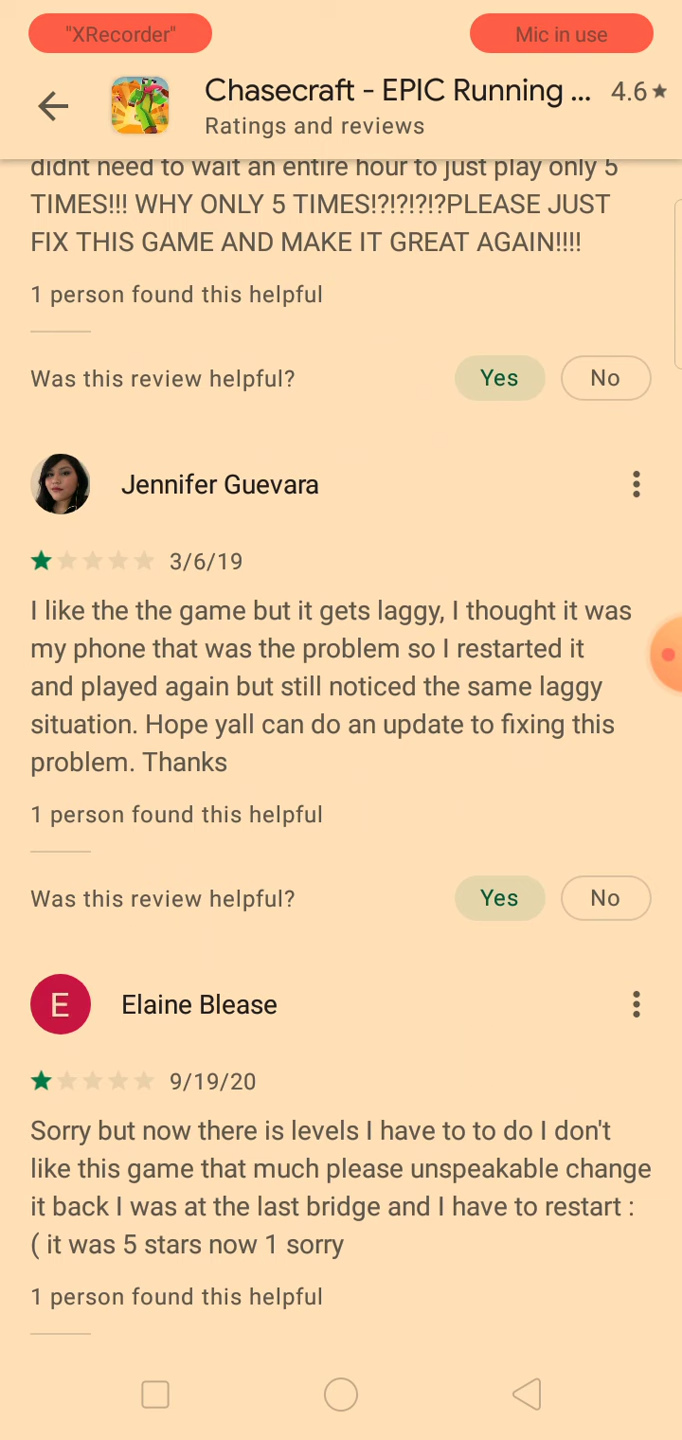 "XRecorder"
Mic in use
Chasecraft - EPIC Running ...
4.6★
Ratings and reviews
didnt need to wait an entire hour to just play only 5
TIMES!!! WHY ONLY 5 TIMES!?!?!?!?PLEASE JUST
FIX THIS GAME AND MAKE IT GREAT AGAIN!!!!
1 person found this helpful
Was this review helpful?
Yes
No
Jennifer Guevara
3/6/19
I like the the game but it gets laggy, I thought it was
my phone that was the problem so I restarted it
and played again but still noticed the same laggy
situation. Hope yall can do an update to fixing this
problem. Thanks
1 person found this helpful
Was this review helpful?
Yes
No
E
Elaine Blease
9/19/20
Sorry but now there is levels I have to to do I don't
like this game that much please unspeakable change
it back I was at the last bridge and I have to restart :
( it was 5 stars now 1 sorry
1 person found this helpful